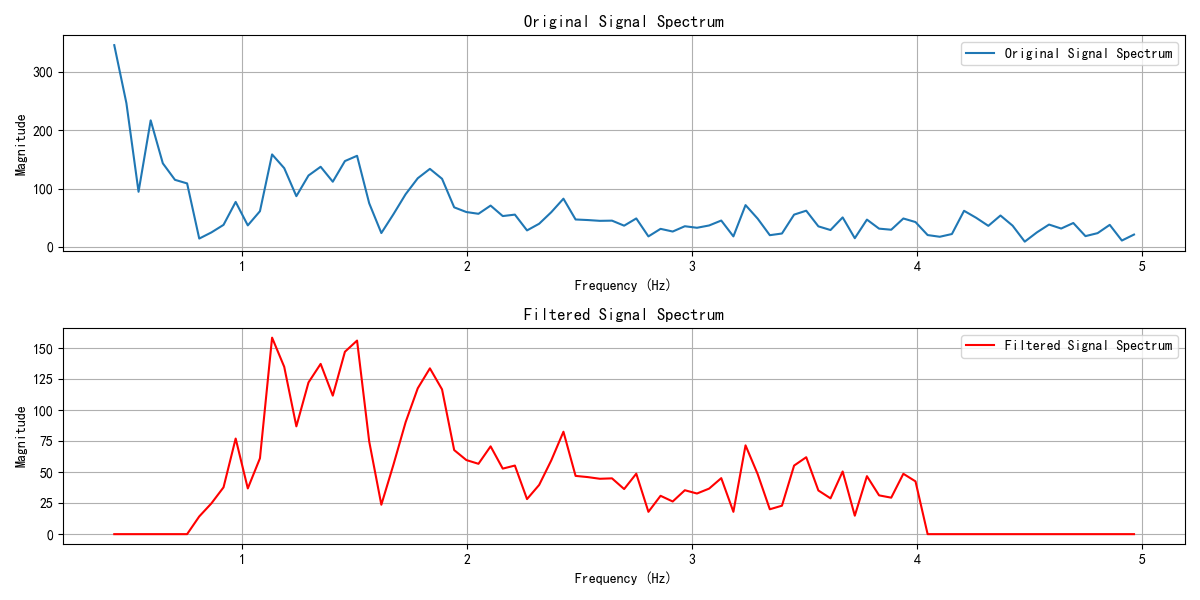 Original Signal Spectrum
Original Signal Spectrum
Magnitude
300
200
100
0
1 2 3 4 5
Frequency (Hz)
Filtered Signal Spectrum
Filtered Signal Spectrum
Magnitude
150
125
100
75
50
25
0
1 2 3 4 5
Frequency (Hz)